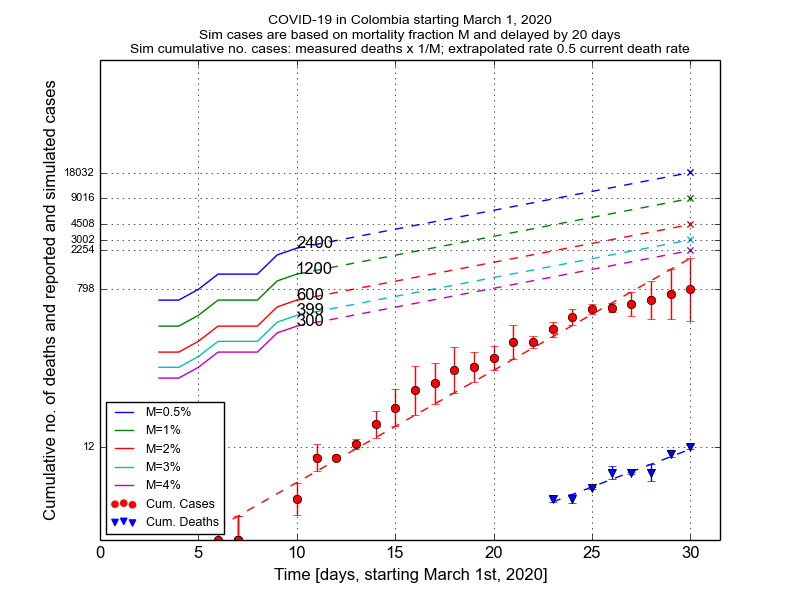 COVID-19 in Colombia starting March 1, 2020
Sim cases are based on mortality fraction M and delayed by 20 days
Sim cumulative no. cases: measured deaths x 1/M; extrapolated rate 0.5 current death rate
Cumulative no. of deaths and reported and simulated cases
18032
9016
4508
3002
2254
798
12
2400
1200
600
399
300
M=0.5%
M=1%
M=2%
M=3%
M=4%
Cum. Cases
Cum. Deaths
0 5 10 15 20 25 30
Time [days, starting March 1st, 2020]